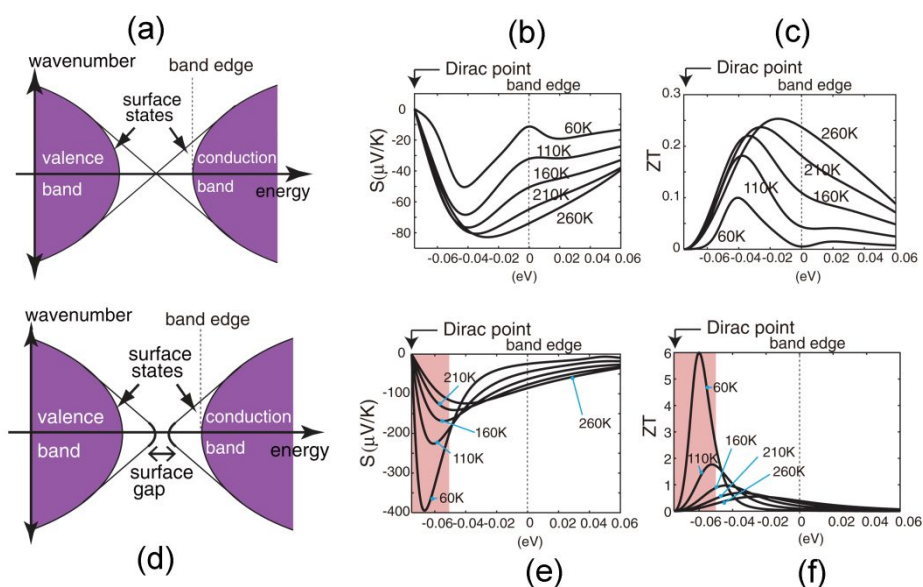 (a)
wavenumber
band edge
surface
states
valence
conduction
band
band
energy
(b)
Dirac point
band edge
0
-20
-40
-60
-80
S(μV/K)
60K
110K
160K
210K
260K
-0.06
-0.04
-0.02
0
0.02
0.04
0.06
(eV)
(c)
Dirac point
band edge
0.3
0.2
0.1
0
ZT
260K
210K
160K
110K
60K
-0.06
-0.04
-0.02
0
0.02
0.04
0.06
(eV)
wavenumber
band edge
surface
states
valence
conduction
band
band
energy
surface
gap
(d)
Dirac point
band edge
0
-100
-200
-300
-400
S(μV/K)
210K
160K
110K
60K
260K
-0.06
-0.04
-0.02
0
0.02
0.04
0.06
(eV)
(e)
Dirac point
band edge
6
5
4
3
2
1
0
ZT
60K
110K
160K
210K
260K
-0.06
-0.04
-0.02
0
0.02
0.04
0.06
(eV)
(f)